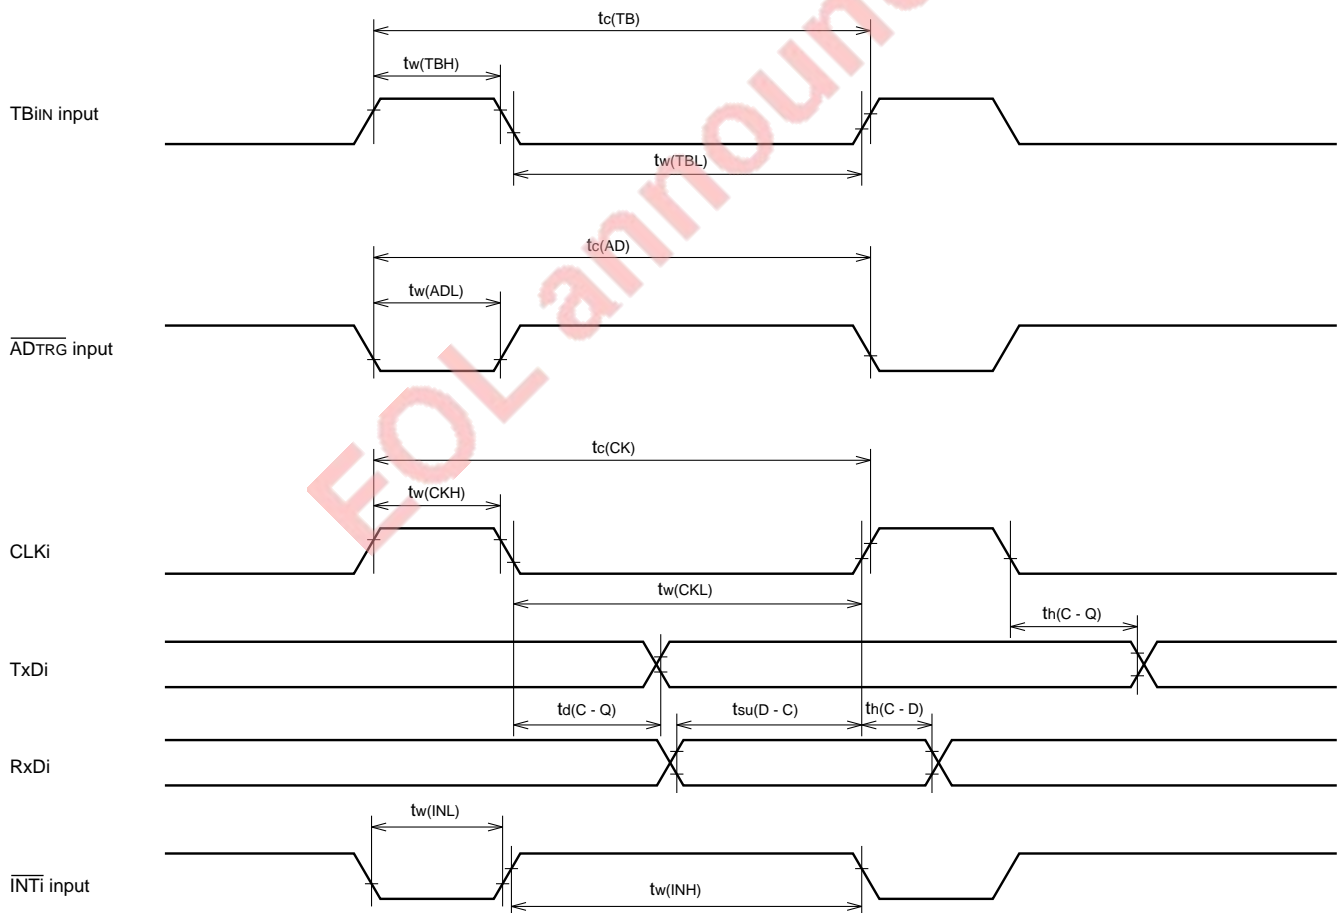 tc(TB)
tw(TBH)
TBiIN input
tw(TBL)
tc(AD)
tw(ADL)
ADTRG input
tc(CK)
tw(CKH)
CLKi
tw(CKL)
th(C - Q)
TxDi
td(C - Q)
tsu(D - C)
th(C - D)
RxDi
tw(INL)
INTi input
tw(INH)
EOL announ